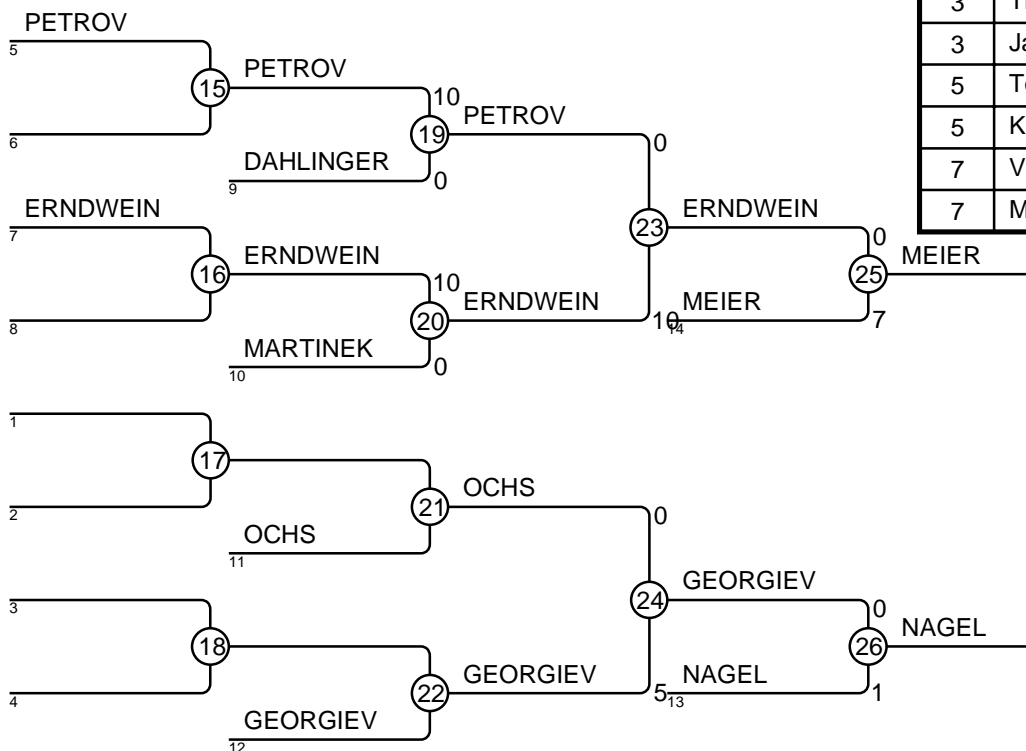 PETROV
5
15
6
PETROV
10
19
DAHLINGER
9
0
PETROV
0
ERNDWEIN
7
16
8
ERNDWEIN
10
20
MARTINEK
10
0
ERNDWEIN
10
23
ERNDWEIN
0
25
MEIER
14
7
MEIER
1
17
2
21
OCHS
11
OCHS
0
3
18
4
22
GEORGIEV
12
GEORGIEV
5
24
GEORGIEV
0
26
NAGEL
13
1
NAGEL
3
3
5
5
7
7